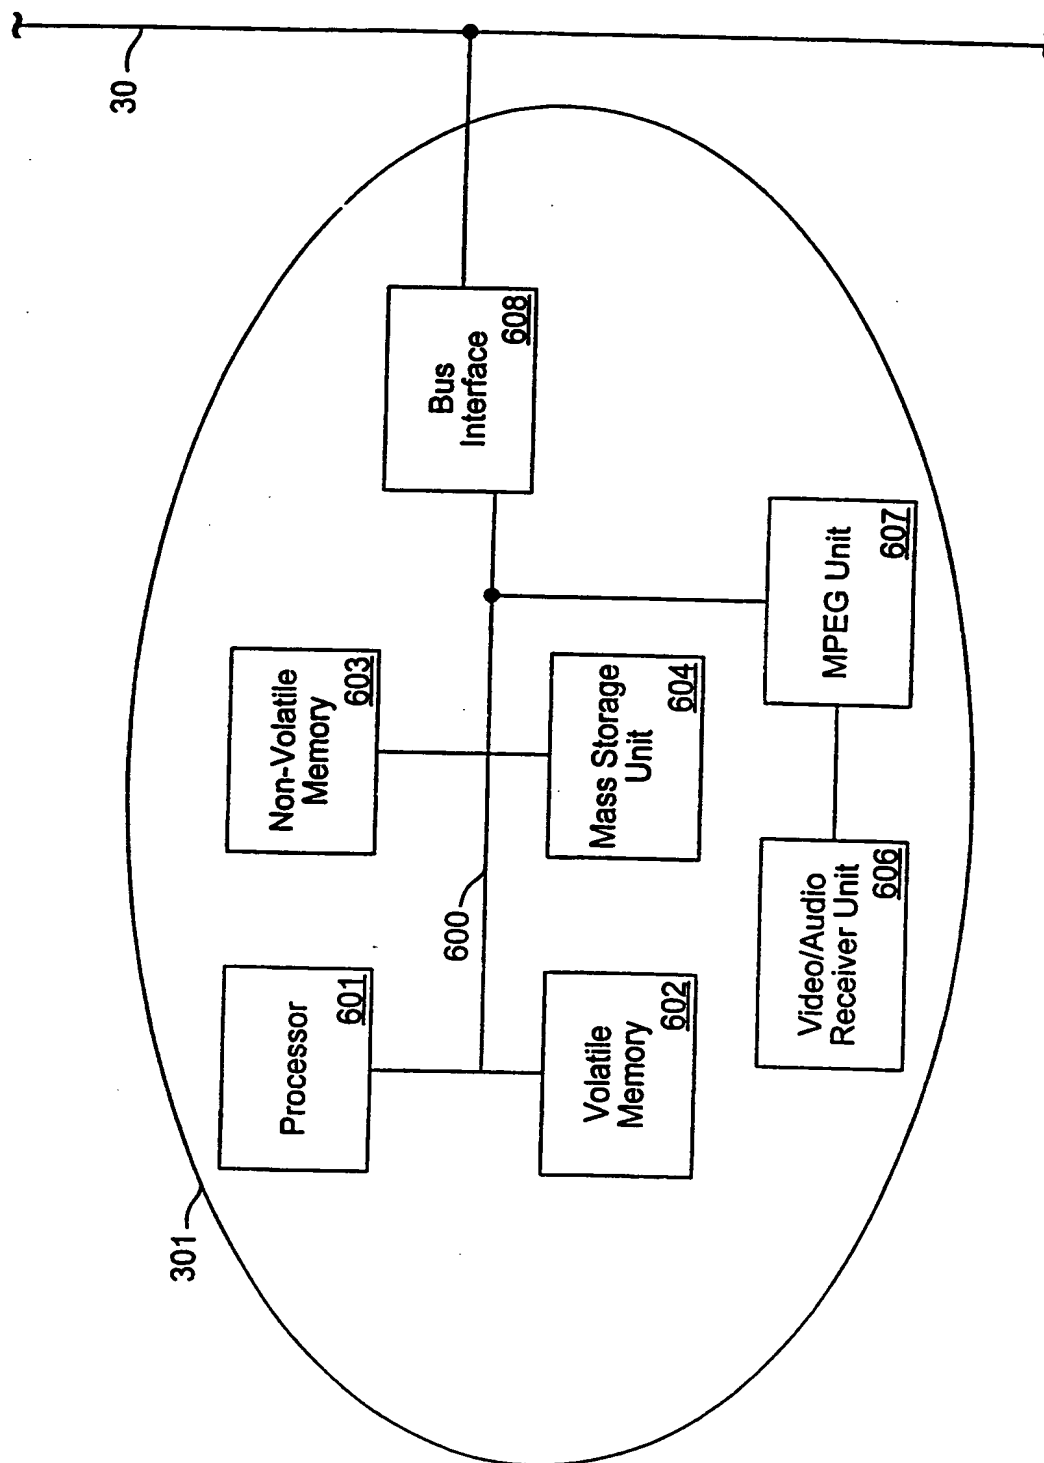 30
301
Processor
601
Non-Volatile
Memory
603
Bus
Interface
608
600
Volatile
Memory
602
Mass Storage
Unit
604
Video/Audio
Receiver Unit
606
MPEG Unit
607